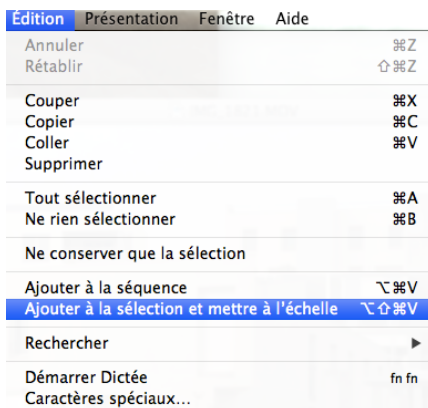 Édition Présentation Fenêtre Aide
Annuler ⌘Z
Rétablir ⇧⌘Z
Couper ⌘X
Copier ⌘C
Coller ⌘V
Supprimer
Tout sélectionner ⌘A
Ne rien sélectionner ⌘B
Ne conserver que la sélection
Ajouter à la séquence ⌥⌘V
Ajouter à la sélection et mettre à l'échelle ⌥⇧⌘V
Rechercher ▶
Démarrer Dictée fn fn
Caractères spéciaux...